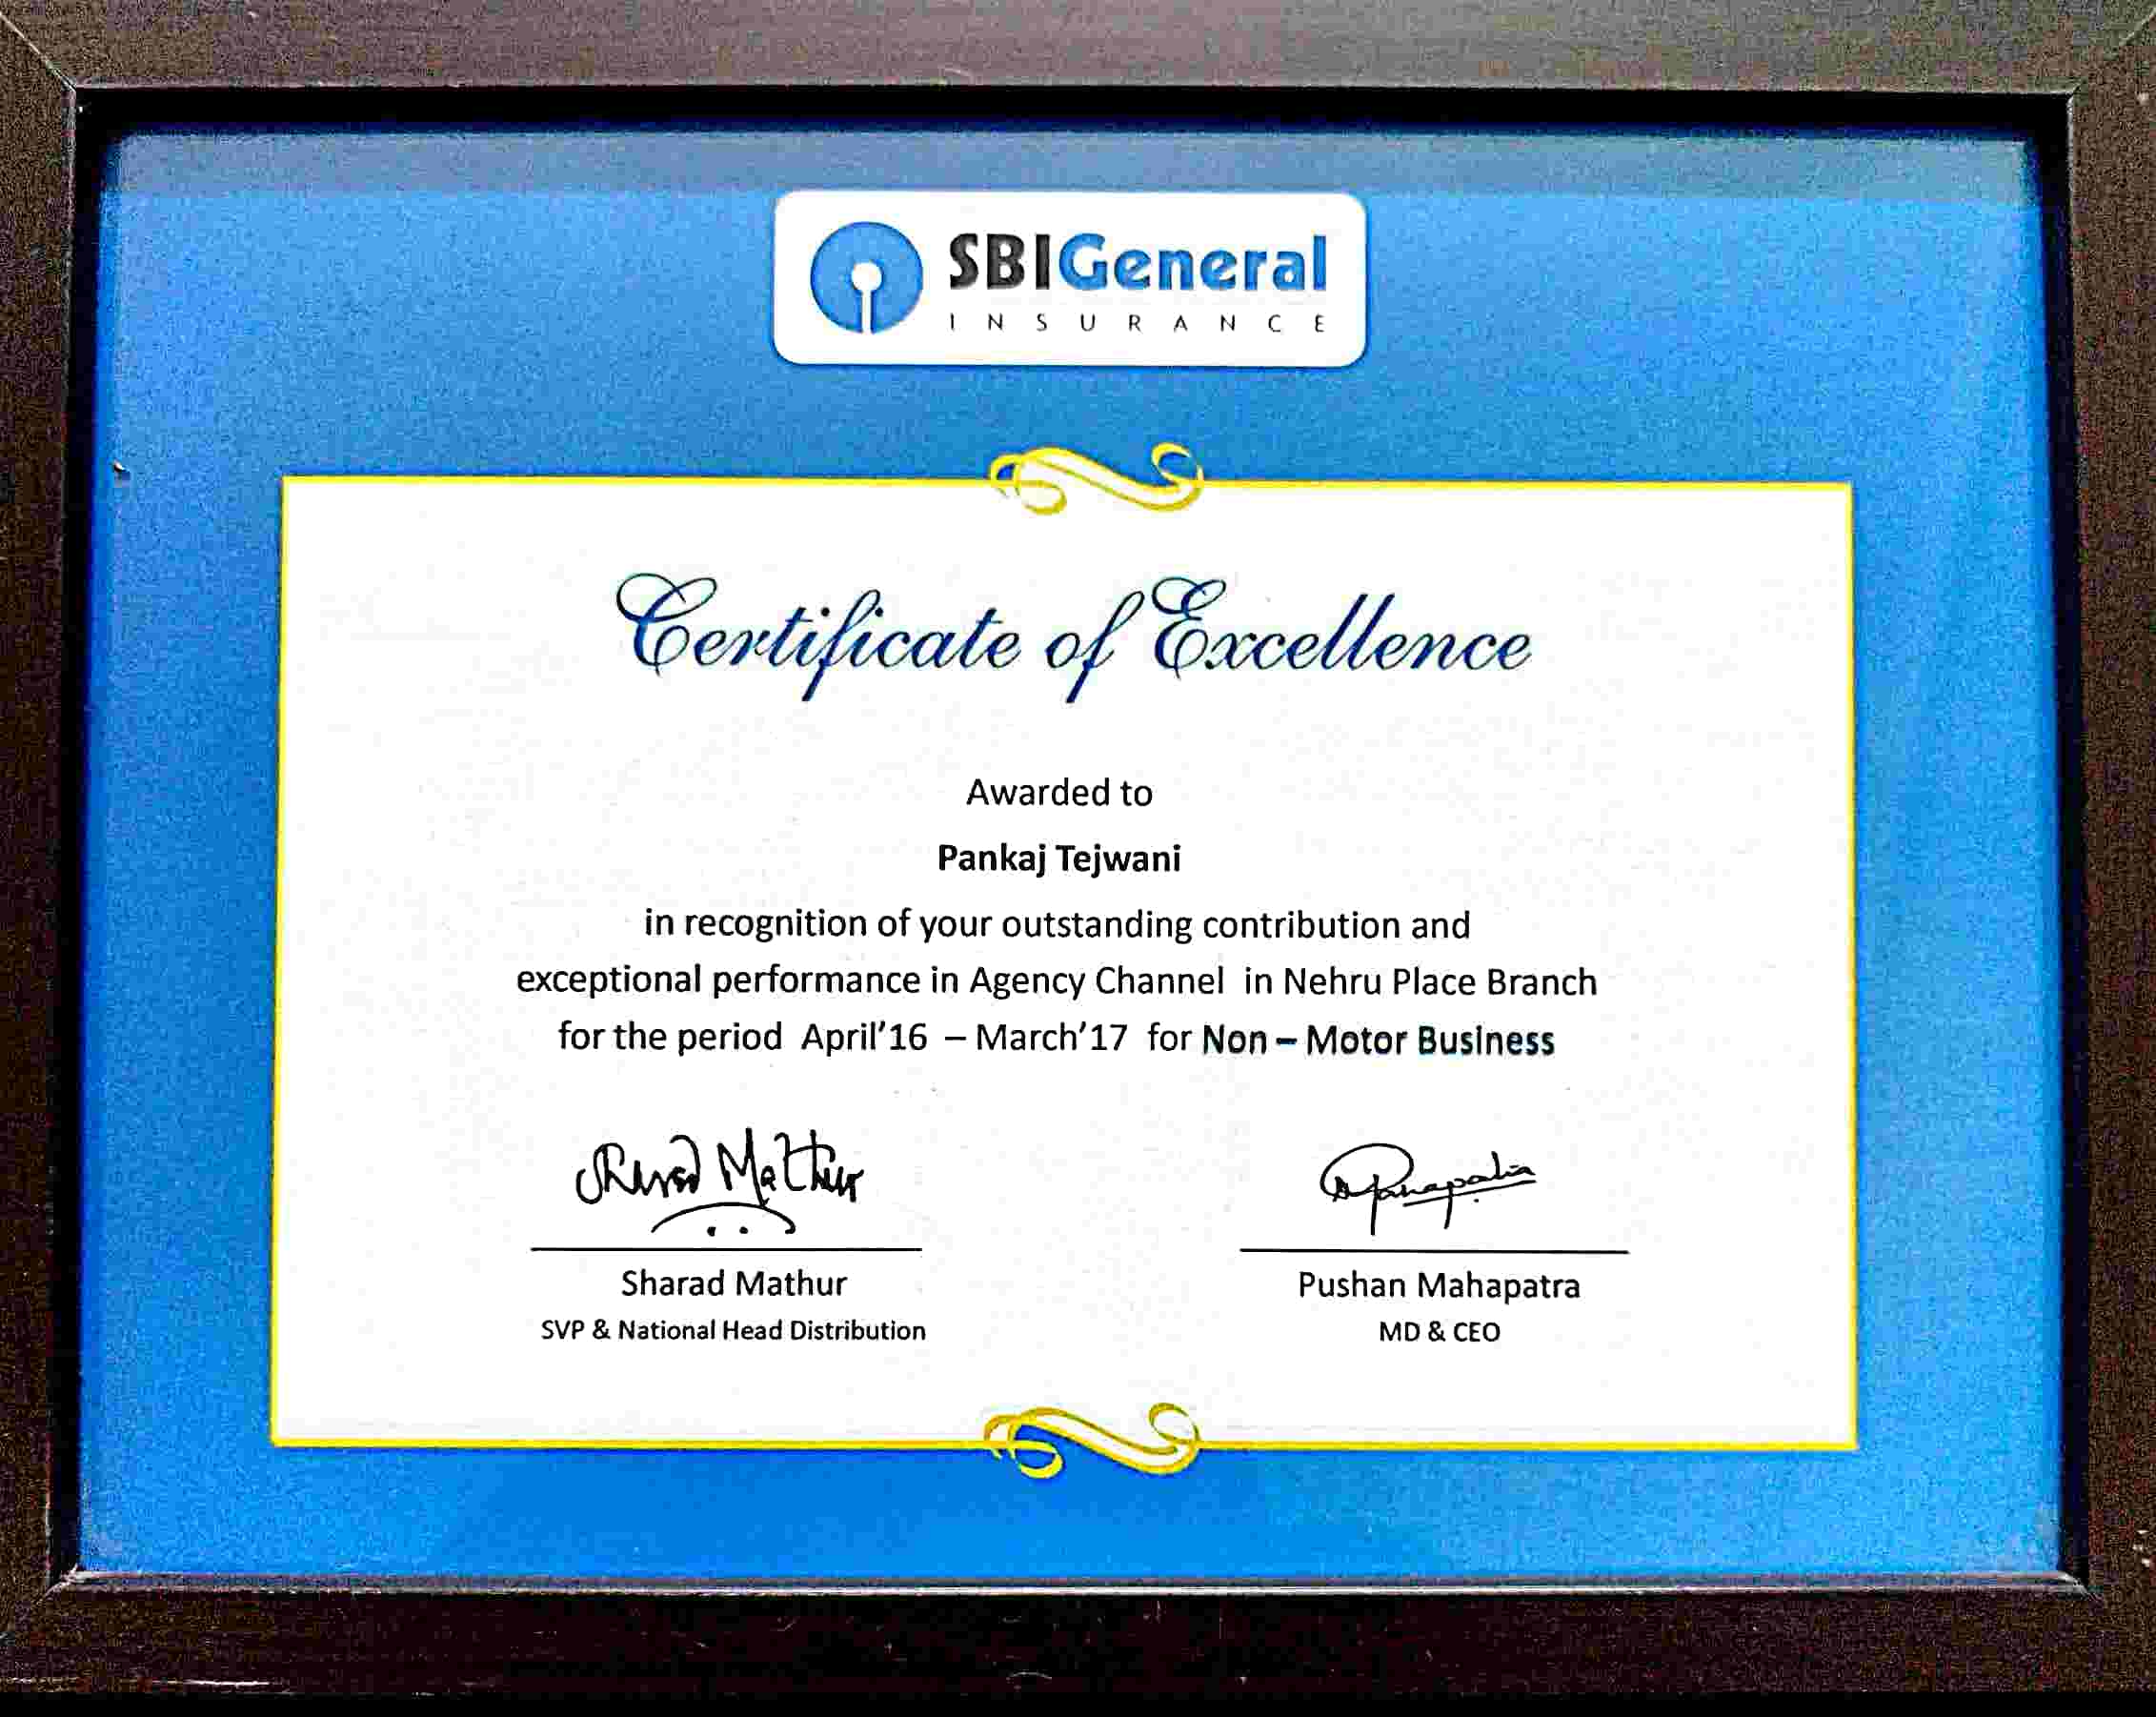 SBIGeneral
INSURANCE
Certificate of Excellence
Awarded to
Pankaj Tejwani
in recognition of your outstanding contribution and
exceptional performance in Agency Channel in Nehru Place Branch
for the period April'16 – March'17 for Non – Motor Business
Sharad Mathur
Sharad Mathur
SVP & National Head Distribution
Pushan Mahapatra
MD & CEO